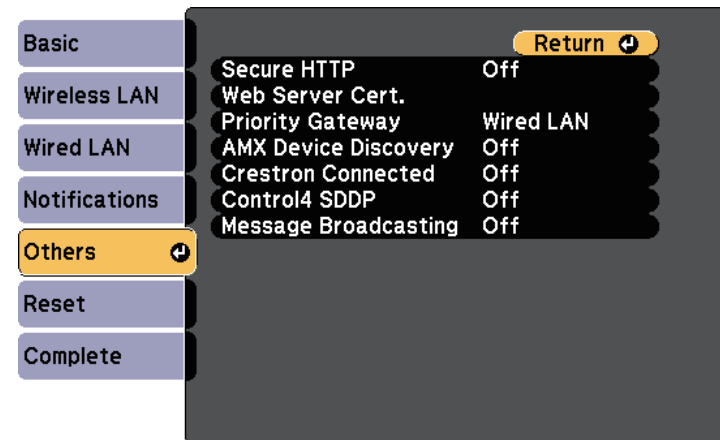 Basic
Wireless LAN
Wired LAN
Notifications
Others
Reset
Complete
Return
Secure HTTP Off
Web Server Cert.
Priority Gateway Wired LAN
AMX Device Discovery Off
Crestron Connected Off
Control4 SDDP Off
Message Broadcasting Off